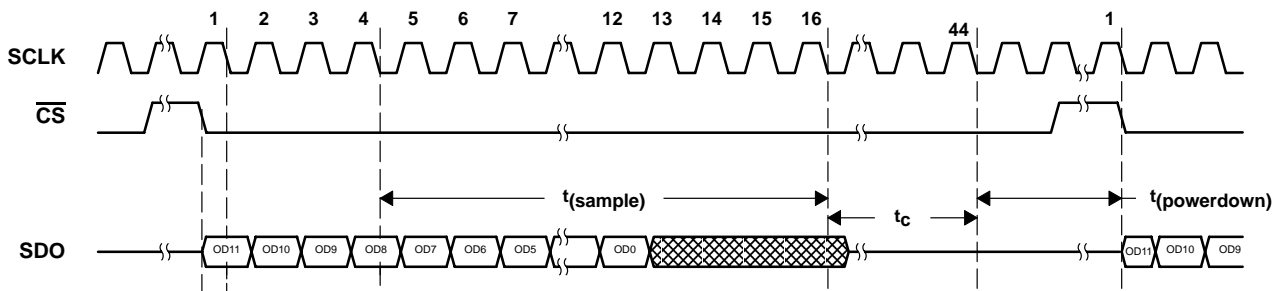 1 2 3 4 5 6 7 12 13 14 15 16 44 1
SCLK
CS
t(sample)
t(powerdown)
tc
SDO
OD11 OD10 OD9 OD8 OD7 OD6 OD5 OD0 OD11 OD10 OD9